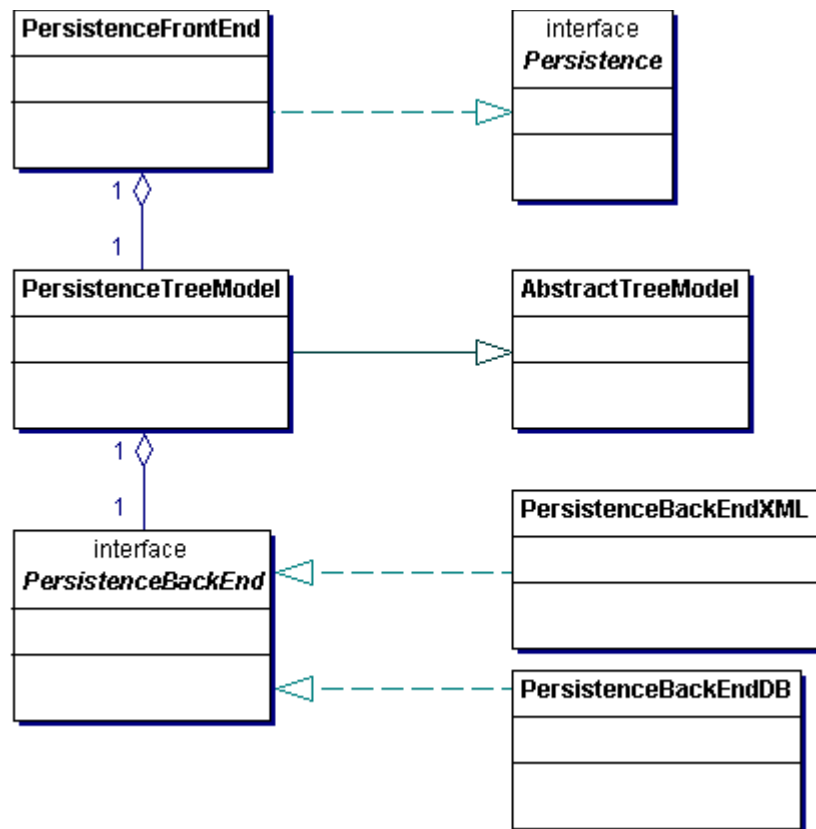 PersistenceFrontEnd
interface
Persistence
1
1
PersistenceTreeModel
AbstractTreeModel
1
1
interface
PersistenceBackEnd
PersistenceBackEndXML
PersistenceBackEndDB